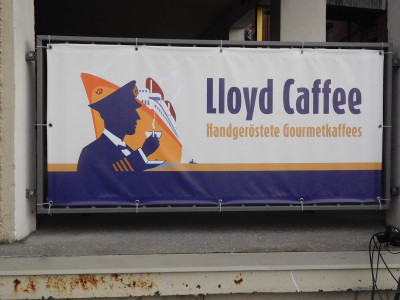 Lloyd Caffee
Handgeröstete Gourmetkaffees